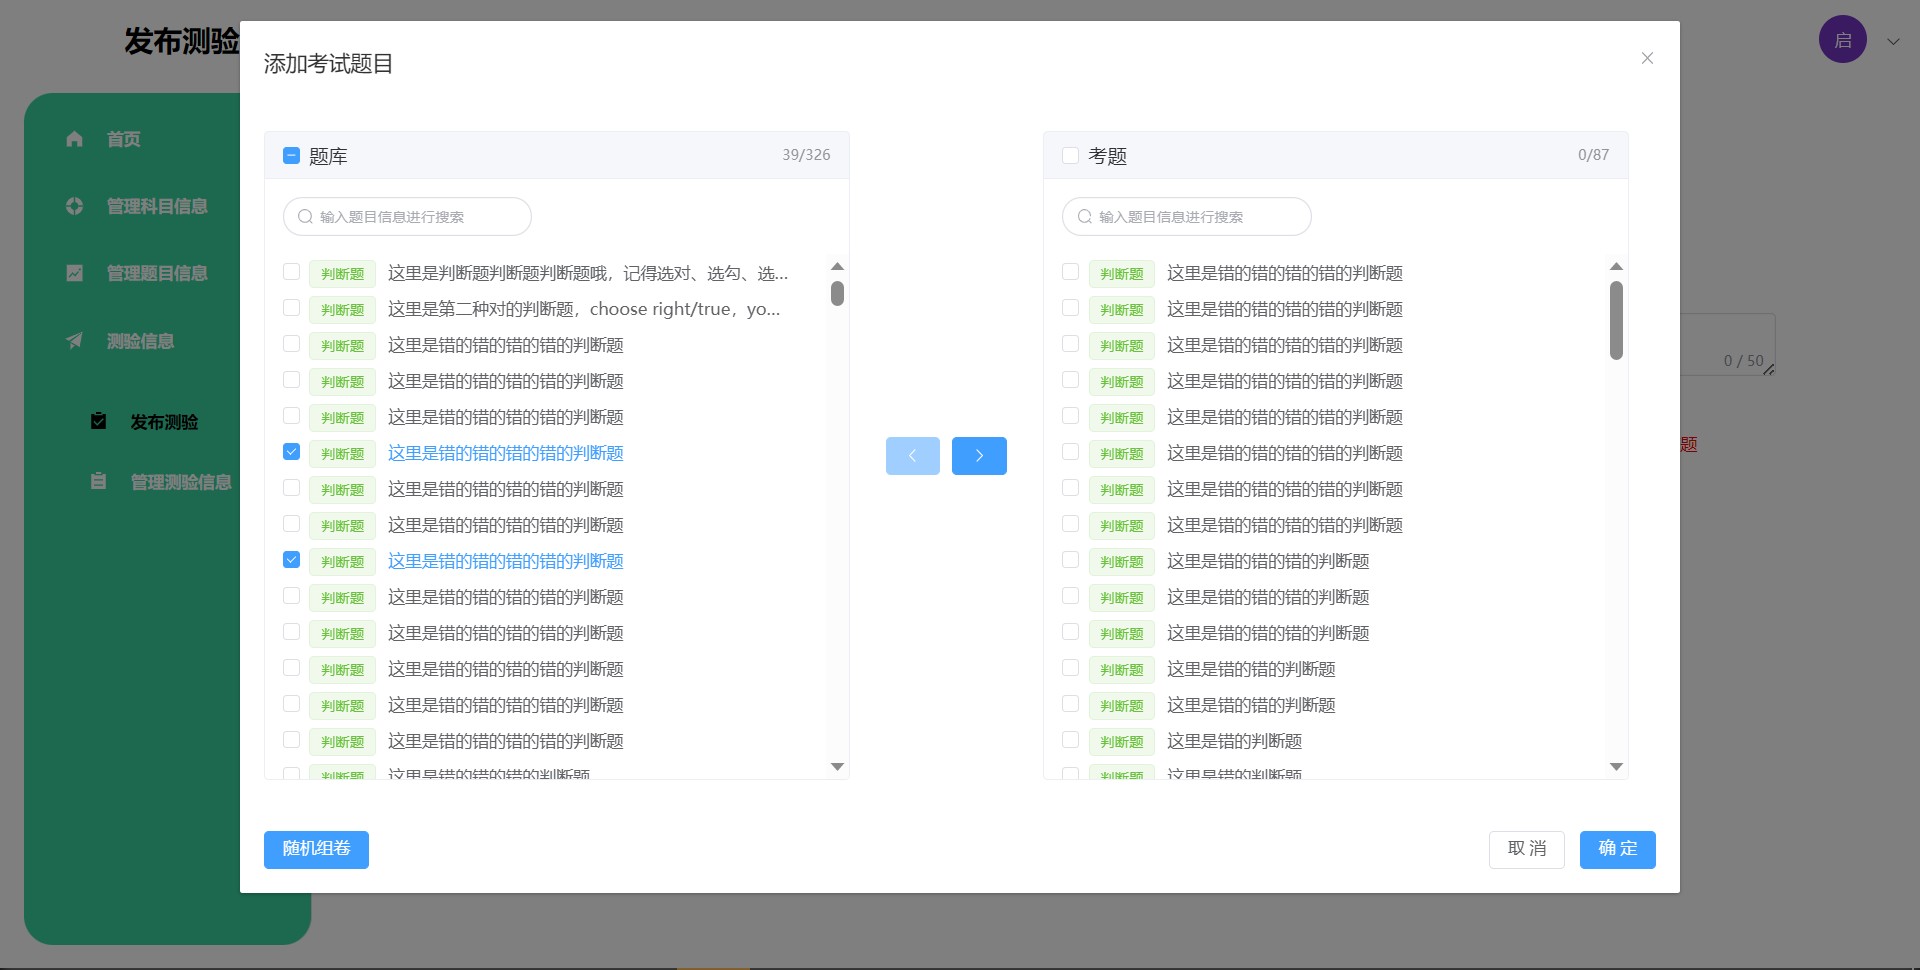 发布测验
启
首页
管理科目信息
管理题目信息
测验信息
发布测验
管理测验信息
添加考试题目
题库
39/326
输入题目信息进行搜索
判断题 这里是判断题判断题判断题哦，记得选对、选勾、选...
判断题 这里是第二种对的判断题，choose right/true，yo...
判断题 这里是错的错的错的错的判断题
判断题 这里是错的错的错的错的判断题
判断题 这里是错的错的错的错的判断题
判断题 这里是错的错的错的错的判断题
判断题 这里是错的错的错的错的判断题
判断题 这里是错的错的错的错的判断题
判断题 这里是错的错的错的错的判断题
判断题 这里是错的错的错的错的判断题
判断题 这里是错的错的错的错的判断题
判断题 这里是错的错的错的错的判断题
判断题 这里是错的错的错的错的判断题
判断题 这里是错的错的错的错的判断题
判断题 这里是错的错的错的判断题
考题
0/87
输入题目信息进行搜索
判断题 这里是错的错的错的错的判断题
判断题 这里是错的错的错的错的判断题
判断题 这里是错的错的错的错的判断题
判断题 这里是错的错的错的错的判断题
判断题 这里是错的错的错的错的判断题
判断题 这里是错的错的错的错的判断题
判断题 这里是错的错的错的错的判断题
判断题 这里是错的错的错的错的判断题
判断题 这里是错的错的错的判断题
判断题 这里是错的错的错的判断题
判断题 这里是错的错的错的判断题
判断题 这里是错的错的判断题
判断题 这里是错的错的判断题
判断题 这里是错的判断题
判断题 这里是错的判断题
0 / 50
题
随机组卷
取 消
确 定